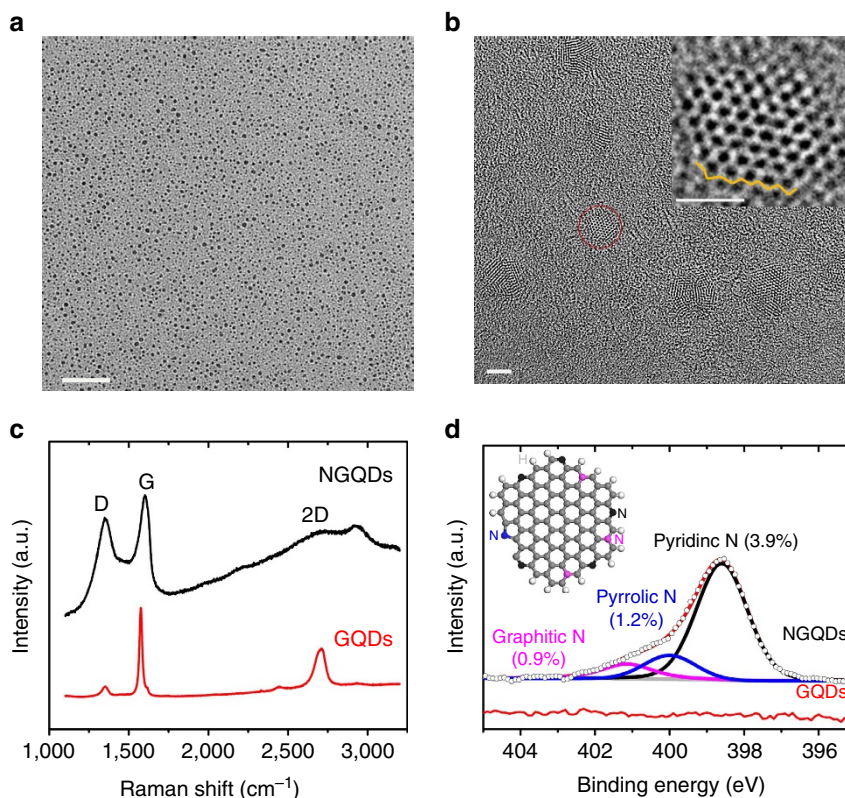 a
b
c
NGQDs
D
G
2D
GQDs
Intensity (a.u.)
1,000
1,500
2,000
2,500
3,000
Raman shift (cm⁻¹)
d
H
N
N
N
Pyridinc N (3.9%)
Pyrrolic N
(1.2%)
Graphitic N
(0.9%)
NGQDs
GQDs
Intensity (a.u.)
404
402
400
398
396
Binding energy (eV)